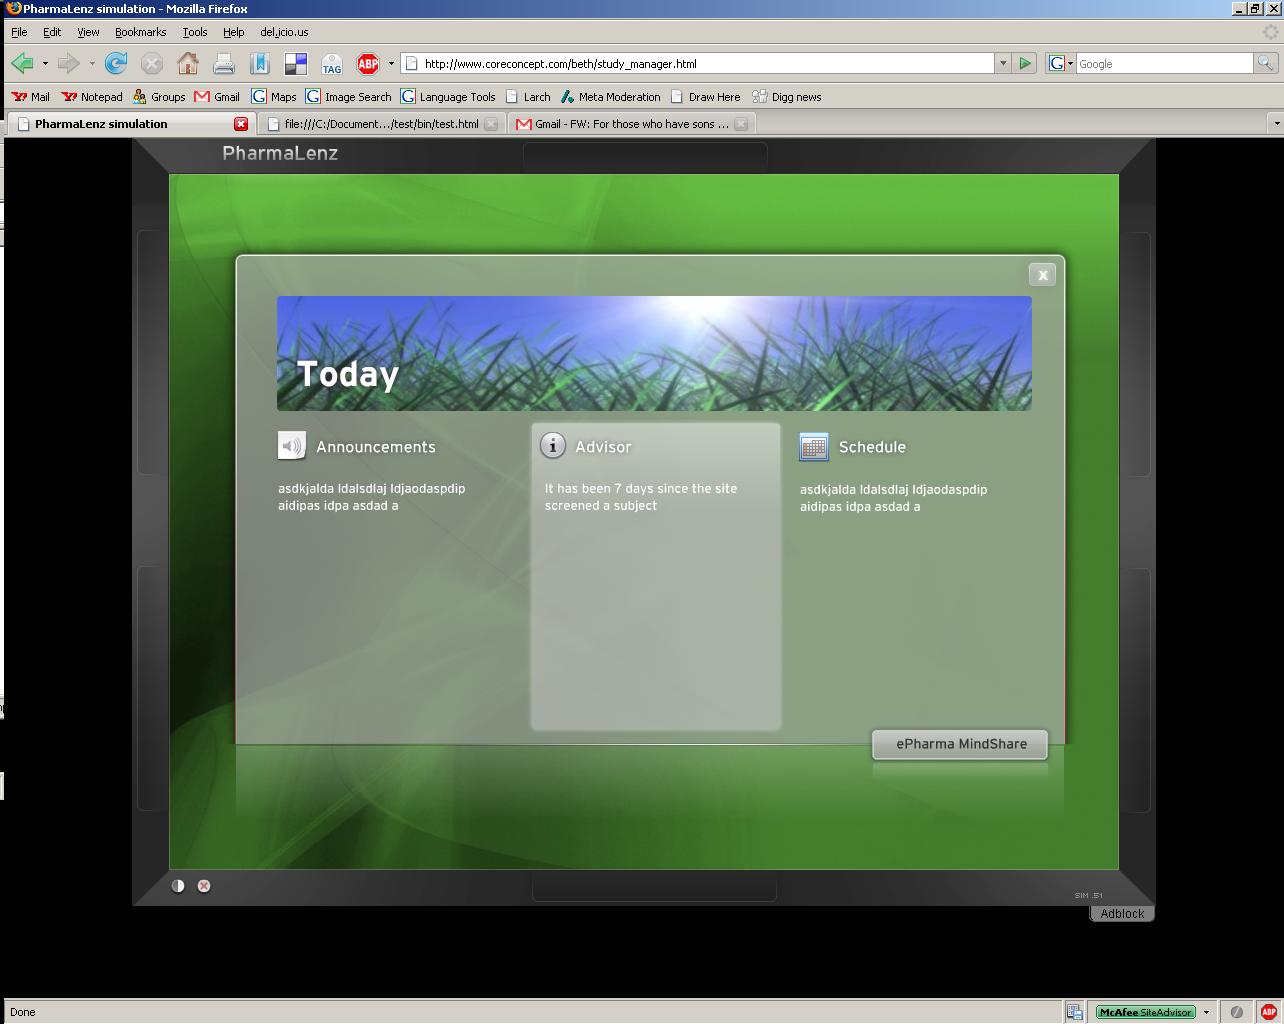 PharmaLenz simulation - Mozilla Firefox
File Edit View Bookmarks Tools Help del.icio.us
TAG ABP http://www.coreconcept.com/beth/study_manager.html G Google
Mail Notepad Groups Gmail Maps Image Search Language Tools Larch Meta Moderation Draw Here Digg news
PharmaLenz simulation file:///C:/Document.../test/bin/test.html Gmail - FW: For those who have sons ...
PharmaLenz
x
Today
Announcements
asdkjalda ldalsdlaj ldjaodaspdip
aidipas idpa asdad a
Advisor
It has been 7 days since the site
screened a subject
Schedule
asdkjalda ldalsdlaj ldjaodaspdip
aidipas idpa asdad a
ePharma MindShare
SIM .51
Adblock
Done McAfee SiteAdvisor ABP